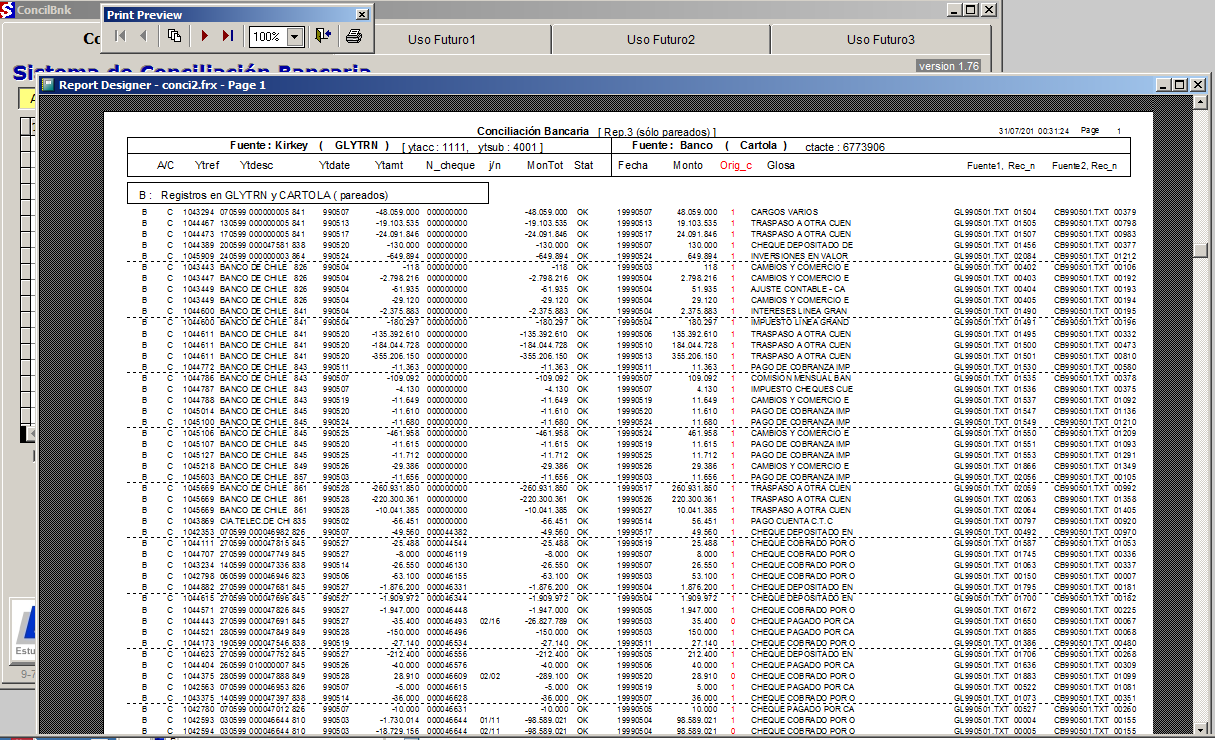 ConcilBnk
Print Preview
100%
Uso Futuro1
Uso Futuro2
Uso Futuro3
Sistema de Conciliación Bancaria
version 1.76
Report Designer - conci2.frx - Page 1
Conciliación Bancaria [ Rep.3 (sólo pareados) ]
31/07/201 00:31:24 Page 1
Fuente: Kirkey ( GLYTRN ) [ ytacc : 1111, ytsub : 4001 ] Fuente : Banco ( Cartola ) ctacte : 6773906
A/C Ytref Ytdesc Ytdate Ytamt N_cheque j/n MonTot Stat Fecha Monto Orig_c Glosa Fuente1, Rec_n Fuente2, Rec_n
B : Registros en GLYTRN y CARTOLA ( pareados)
B C 1043294 070599 000000005 841 990507 -48.059.000 000000000 -48.059.000 OK 19990507 48.059.000 1 CARGOS VARIOS GL990501.TXT 01504 CB990501.TXT 00379
B C 1044467 130599 000000005 841 990513 -19.103.535 000000000 -19.103.535 OK 19990513 19.103.535 1 TRASPASO A OTRA CUEN GL990501.TXT 01505 CB990501.TXT 00798
B C 1044473 170599 000000005 841 990517 -24.091.846 000000000 -24.091.846 OK 19990517 24.091.846 1 TRASPASO A OTRA CUEN GL990501.TXT 01507 CB990501.TXT 00983
B C 1044389 200599 000047581 838 990520 -130.000 000000000 -130.000 OK 19990507 130.000 1 CHEQUE DEPOSITADO DE GL990501.TXT 01456 CB990501.TXT 00377
B C 1045909 240599 000000003 864 990524 -649.894 000000000 -649.894 OK 19990524 649.894 1 INVERSIONES EN VALOR GL990501.TXT 02084 CB990501.TXT 01212
B C 1043443 BANCO DE CHILE 826 990504 -118 000000000 -118 OK 19990503 118 1 CAMBIOS Y COMERCIO E GL990501.TXT 00402 CB990501.TXT 00106
B C 1043447 BANCO DE CHILE 826 990504 -2.798.216 000000000 -2.798.216 OK 19990504 2.798.216 1 CAMBIOS Y COMERCIO E GL990501.TXT 00403 CB990501.TXT 00192
B C 1043449 BANCO DE CHILE 826 990504 -61.935 000000000 -61.935 OK 19990504 51.935 1 AJUSTE CONTABLE - CA GL990501.TXT 00404 CB990501.TXT 00193
B C 1043449 BANCO DE CHILE 826 990504 -29.120 000000000 -29.120 OK 19990504 29.120 1 CAMBIOS Y COMERCIO E GL990501.TXT 00405 CB990501.TXT 00194
B C 1044600 BANCO DE CHILE 841 990504 -2.375.883 000000000 -2.375.883 OK 19990504 2.375.883 1 INTERESES LINEA GRAN GL990501.TXT 01490 CB990501.TXT 00195
B C 1044600 BANCO DE CHILE 841 990504 -180.297 000000000 -180.297 OK 19990504 180.297 1 IMPUESTO LINEA GRAND GL990501.TXT 01491 CB990501.TXT 00196
B C 1044611 BANCO DE CHILE 841 990520 -135.392.610 000000000 -135.392.610 OK 19990506 135.392.610 1 TRASPASO A OTRA CUEN GL990501.TXT 01495 CB990501.TXT 00332
B C 1044611 BANCO DE CHILE 841 990520 -184.044.728 000000000 -184.044.728 OK 19990510 184.044.728 1 TRASPASO A OTRA CUEN GL990501.TXT 01500 CB990501.TXT 00473
B C 1044611 BANCO DE CHILE 841 990520 -355.206.150 000000000 -355.206.150 OK 19990513 355.206.150 1 TRASPASO A OTRA CUEN GL990501.TXT 01501 CB990501.TXT 00810
B C 1044772 BANCO DE CHILE 843 990511 -11.363 000000000 -11.363 OK 19990511 11.363 1 PAGO DE COBRANZA IMP GL990501.TXT 01530 CB990501.TXT 00580
B C 1044786 BANCO DE CHILE 843 990507 -109.092 000000000 -109.092 OK 19990507 109.092 1 COMISION MENSUAL BAN GL990501.TXT 01535 CB990501.TXT 00378
B C 1044787 BANCO DE CHILE 843 990507 -4.130 000000000 -4.130 OK 19990507 4.130 1 IMPUESTO CHEQUES CUE GL990501.TXT 01536 CB990501.TXT 00375
B C 1044788 BANCO DE CHILE 843 990519 -11.649 000000000 -11.649 OK 19990519 11.649 1 CAMBIOS Y COMERCIO E GL990501.TXT 01537 CB990501.TXT 01092
B C 1045014 BANCO DE CHILE 845 990520 -11.610 000000000 -11.610 OK 19990520 11.610 1 PAGO DE COBRANZA IMP GL990501.TXT 01547 CB990501.TXT 01136
B C 1045100 BANCO DE CHILE 845 990524 -11.680 000000000 -11.680 OK 19990524 11.680 1 PAGO DE COBRANZA IMP GL990501.TXT 01549 CB990501.TXT 01210
B C 1045106 BANCO DE CHILE 845 990525 -461.958 000000000 -461.958 OK 19990524 461.958 1 CAMBIOS Y COMERCIO E GL990501.TXT 01550 CB990501.TXT 01209
B C 1045107 BANCO DE CHILE 845 990520 -11.615 000000000 -11.615 OK 19990519 11.615 1 PAGO DE COBRANZA IMP GL990501.TXT 01551 CB990501.TXT 01093
B C 1045127 BANCO DE CHILE 845 990525 -11.712 000000000 -11.712 OK 19990525 11.712 1 PAGO DE COBRANZA IMP GL990501.TXT 01553 CB990501.TXT 01291
B C 1045218 BANCO DE CHILE 849 990526 -29.386 000000000 -29.386 OK 19990526 29.386 1 CAMBIOS Y COMERCIO E GL990501.TXT 01866 CB990501.TXT 01349
B C 1045603 BANCO DE CHILE 857 990503 -11.656 000000000 -11.656 OK 19990503 11.656 1 PAGO DE COBRANZA IMP GL990501.TXT 02056 CB990501.TXT 00105
B C 1045669 BANCO DE CHILE 861 990528 -260.931.850 000000000 -260.931.850 OK 19990517 260.931.850 1 TRASPASO A OTRA CUEN GL990501.TXT 02059 CB990501.TXT 00992
B C 1045669 BANCO DE CHILE 861 990528 -220.300.361 000000000 -220.300.361 OK 19990526 220.300.361 1 TRASPASO A OTRA CUEN GL990501.TXT 02063 CB990501.TXT 01358
B C 1045669 BANCO DE CHILE 861 990528 -10.041.385 000000000 -10.041.385 OK 19990527 10.041.385 1 TRASPASO A OTRA CUEN GL990501.TXT 02064 CB990501.TXT 01405
B C 1043869 CIA.TELEC.DE CHI 835 990502 -56.451 000000000 -56.451 OK 19990514 56.451 1 PAGO CUENTA C.T.C GL990501.TXT 00797 CB990501.TXT 00920
B C 1042353 070599 000046982 826 990507 -49.560 000044382 -49.560 OK 19990517 49.560 1 CHEQUE DEPOSITADO EN GL990501.TXT 00492 CB990501.TXT 00970
B C 1044111 270599 000047815 845 990527 -25.488 000044544 -25.488 OK 19990519 25.488 1 CHEQUE COBRADO POR O GL990501.TXT 01587 CB990501.TXT 01053
B C 1044707 270599 000047749 845 990527 -8.000 000046119 -8.000 OK 19990507 8.000 1 CHEQUE COBRADO POR O GL990501.TXT 01745 CB990501.TXT 00336
B C 1043234 140599 000047336 838 990514 -26.550 000046130 -26.550 OK 19990507 26.550 1 CHEQUE COBRADO POR O GL990501.TXT 01063 CB990501.TXT 00337
B C 1042798 060599 000046946 823 990506 -53.100 000046155 -53.100 OK 19990503 53.100 1 CHEQUE COBRADO POR O GL990501.TXT 00150 CB990501.TXT 00007
B C 1044882 270599 000047681 845 990527 -1.876.200 000046331 -1.876.200 OK 19990504 1.876.200 1 CHEQUE DEPOSITADO EN GL990501.TXT 01795 CB990501.TXT 00181
B C 1044615 270599 000047696 845 990527 -1.909.972 000046344 -1.909.972 OK 19990504 1.909.972 1 CHEQUE DEPOSITADO EN GL990501.TXT 01700 CB990501.TXT 00182
B C 1044571 270599 000047826 845 990527 -1.947.000 000046448 -1.947.000 OK 19990505 1.947.000 1 CHEQUE COBRADO POR O GL990501.TXT 01672 CB990501.TXT 00225
B C 1044443 270599 000047691 845 990527 -35.400 000046493 02/16 -26.827.789 OK 19990503 35.400 0 CHEQUE PAGADO POR CA GL990501.TXT 01650 CB990501.TXT 00067
B C 1044521 280599 000047849 849 990528 -150.000 000046496 -150.000 OK 19990503 150.000 1 CHEQUE PAGADO POR CA GL990501.TXT 01885 CB990501.TXT 00068
B C 1044173 190599 000047546 838 990519 -27.140 000046534 -27.140 OK 19990511 27.140 1 CHEQUE COBRADO POR O GL990501.TXT 01386 CB990501.TXT 00480
B C 1044623 270599 000047752 845 990527 -212.400 000046556 -212.400 OK 19990505 212.400 1 CHEQUE DEPOSITADO EN GL990501.TXT 01706 CB990501.TXT 00268
B C 1044404 260599 010000007 845 990526 -40.000 000046576 -40.000 OK 19990506 40.000 1 CHEQUE PAGADO POR CA GL990501.TXT 01636 CB990501.TXT 00309
B C 1044375 280599 000047888 849 990528 28.910 000046609 02/02 -289.100 OK 19990520 28.910 0 CHEQUE COBRADO POR O GL990501.TXT 01883 CB990501.TXT 01099
B C 1042563 070599 000046953 826 990507 -5.000 000046615 -5.000 OK 19990519 5.000 1 CHEQUE PAGADO POR CA GL990501.TXT 00522 CB990501.TXT 01081
B C 1043375 140599 000047397 838 990514 -36.000 000046628 -36.000 OK 19990507 36.000 1 CHEQUE COBRADO POR O GL990501.TXT 01073 CB990501.TXT 00351
B C 1042780 070599 000047012 826 990507 -10.000 000046631 -10.000 OK 19990505 10.000 1 CHEQUE PAGADO POR CA GL990501.TXT 00527 CB990501.TXT 00260
B C 1042593 030599 000046644 810 990503 -1.730.014 000046644 01/11 -98.589.021 OK 19990504 98.589.021 1 CHEQUE COBRADO POR O GL990501.TXT 00004 CB990501.TXT 00155
B C 1042594 030599 000046644 810 990503 -18.729.156 000046644 02/11 -98.589.021 OK 19990504 98.589.021 0 CHEQUE COBRADO POR O GL990501.TXT 00005 CB990501.TXT 00155
Estu
9-7